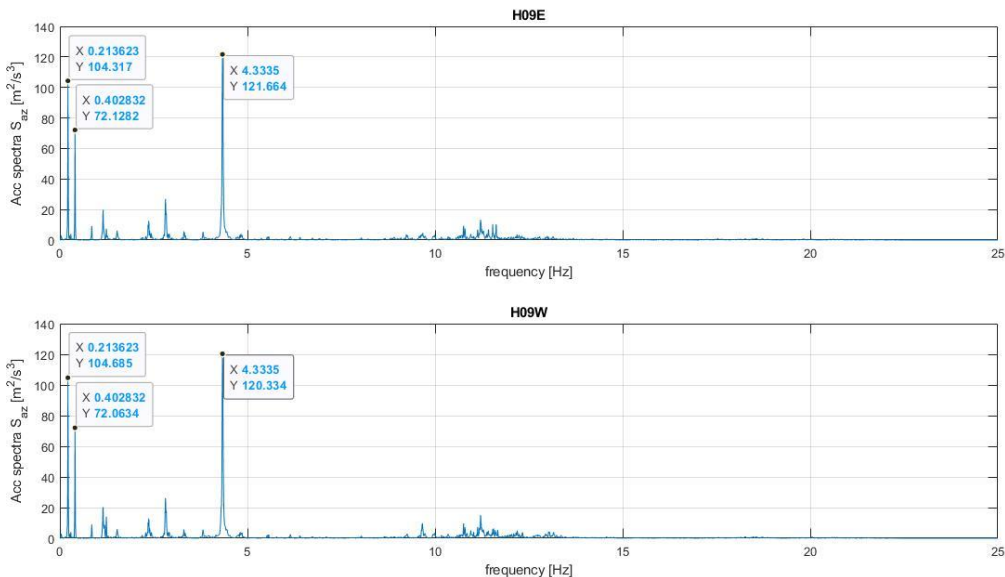 H09E
Acc spectra S_az [m²/s³]
140
120
100
80
60
40
20
0
X 0.213623
Y 104.317
X 0.402832
Y 72.1282
X 4.3335
Y 121.664
0 5 10 15 20 25
frequency [Hz]
H09W
Acc spectra S_az [m²/s³]
140
120
100
80
60
40
20
0
X 0.213623
Y 104.685
X 0.402832
Y 72.0634
X 4.3335
Y 120.334
0 5 10 15 20 25
frequency [Hz]